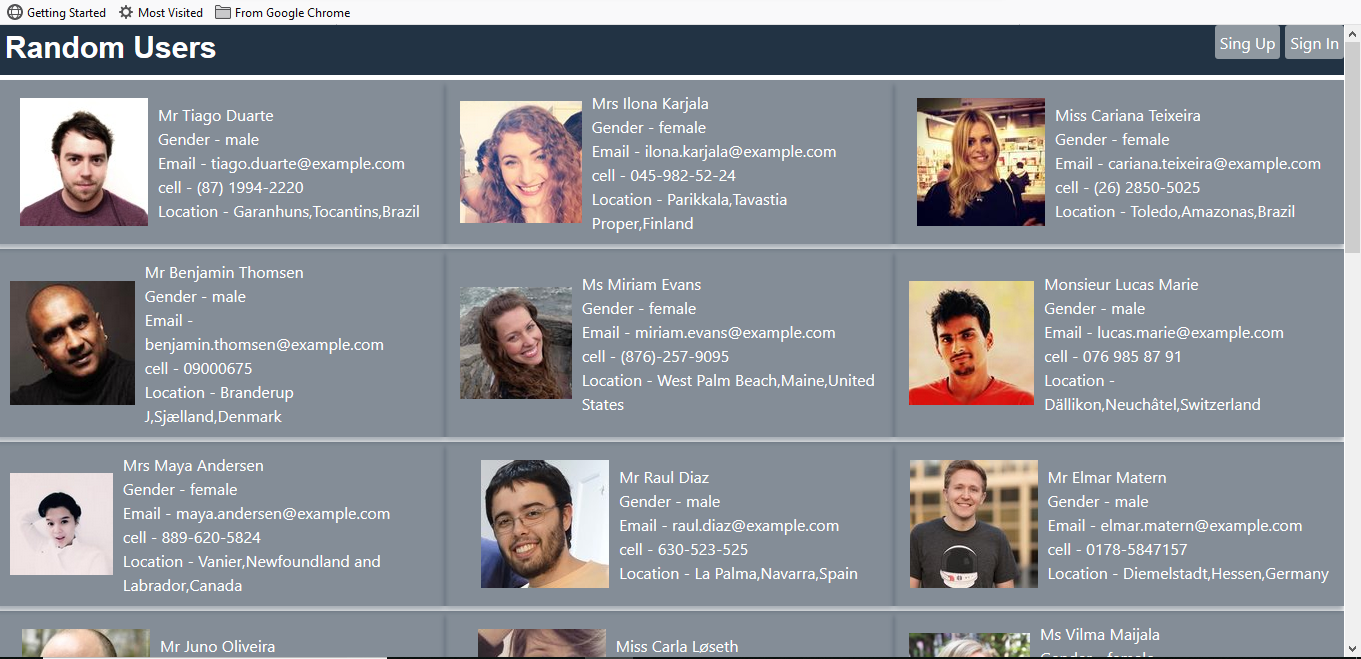 Getting Started Most Visited From Google Chrome
Random Users
Sing Up Sign In
Mr Tiago Duarte
Gender - male
Email - tiago.duarte@example.com
cell - (87) 1994-2220
Location - Garanhuns,Tocantins,Brazil
Mrs Ilona Karjala
Gender - female
Email - ilona.karjala@example.com
cell - 045-982-52-24
Location - Parikkala,Tavastia
Proper,Finland
Miss Cariana Teixeira
Gender - female
Email - cariana.teixeira@example.com
cell - (26) 2850-5025
Location - Toledo,Amazonas,Brazil
Mr Benjamin Thomsen
Gender - male
Email -
benjamin.thomsen@example.com
cell - 09000675
Location - Branderup
J,Sjælland,Denmark
Ms Miriam Evans
Gender - female
Email - miriam.evans@example.com
cell - (876)-257-9095
Location - West Palm Beach,Maine,United
States
Monsieur Lucas Marie
Gender - male
Email - lucas.marie@example.com
cell - 076 985 87 91
Location -
Dällikon,Neuchâtel,Switzerland
Mrs Maya Andersen
Gender - female
Email - maya.andersen@example.com
cell - 889-620-5824
Location - Vanier,Newfoundland and
Labrador,Canada
Mr Raul Diaz
Gender - male
Email - raul.diaz@example.com
cell - 630-523-525
Location - La Palma,Navarra,Spain
Mr Elmar Matern
Gender - male
Email - elmar.matern@example.com
cell - 0178-5847157
Location - Diemelstadt,Hessen,Germany
Mr Juno Oliveira
Miss Carla Løseth
Ms Vilma Maijala
Gender - female